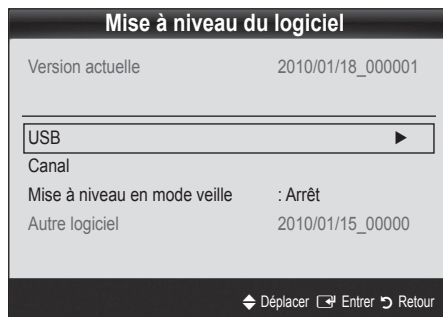 Mise à niveau du logiciel
Version actuelle 2010/01/18_000001
USB ►
Canal
Mise à niveau en mode veille : Arrêt
Autre logiciel 2010/01/15_00000
Déplacer Entrer Retour